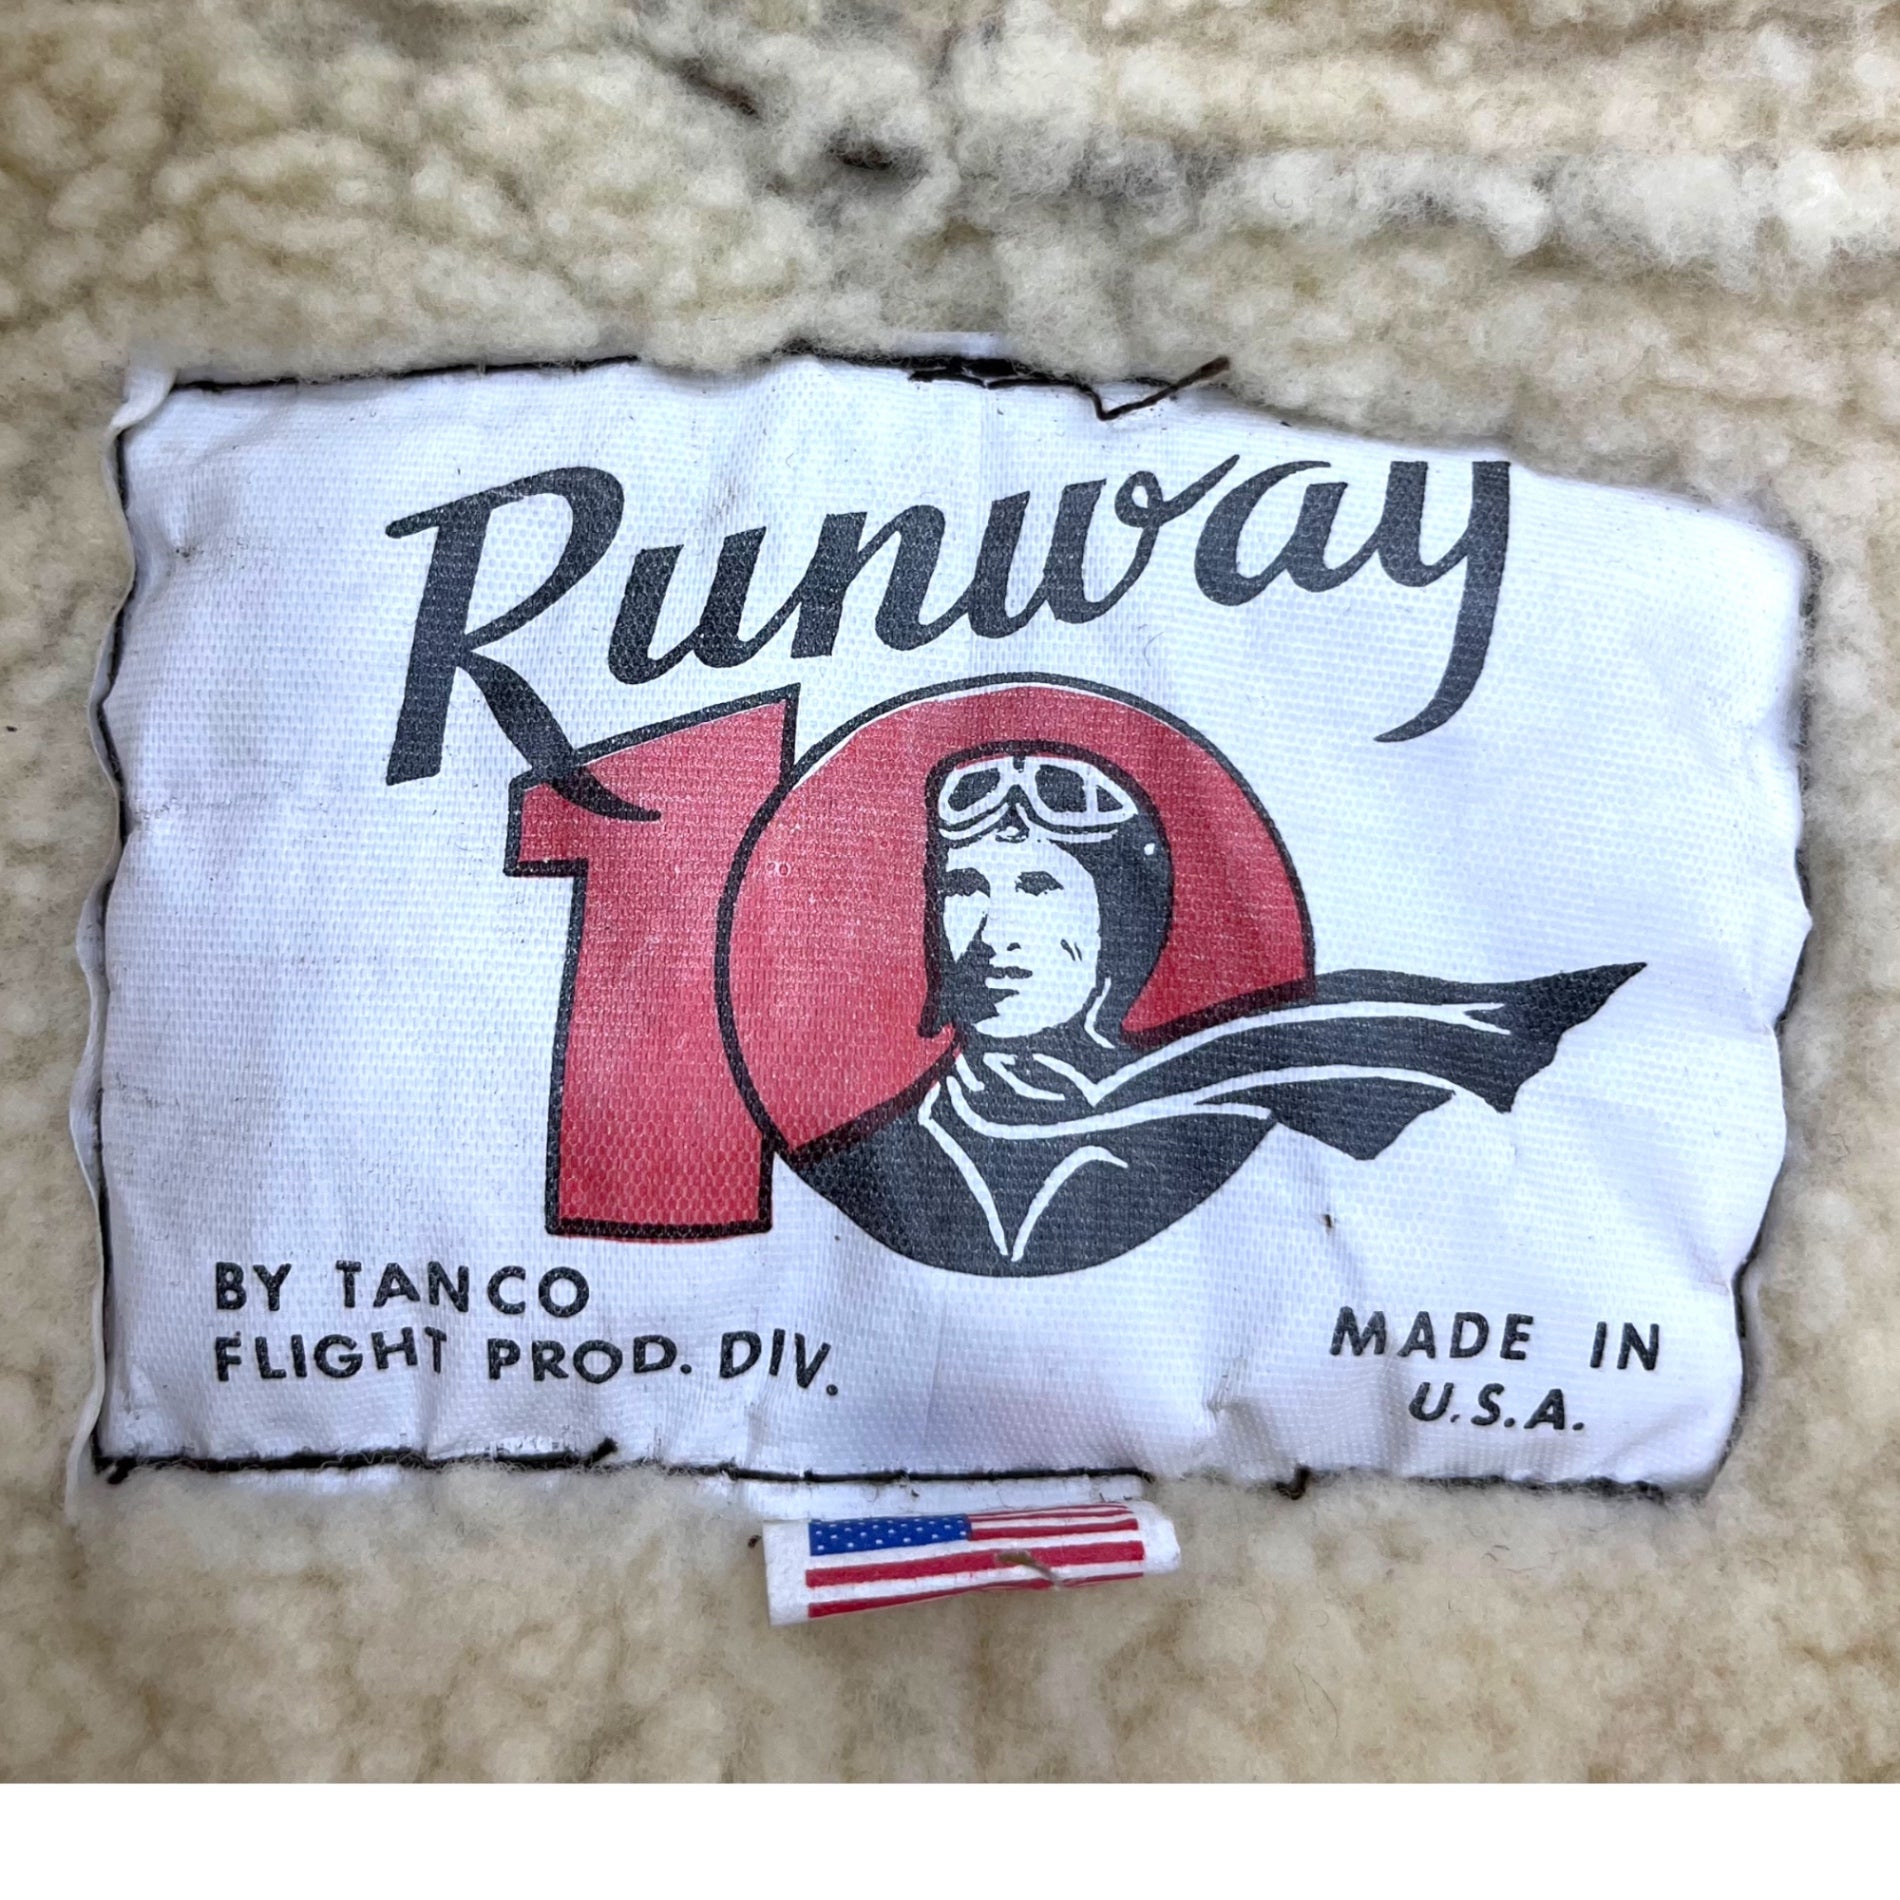 Runway
10
BY TANCO
FLIGHT PROD. DIV.
MADE IN
U.S.A.